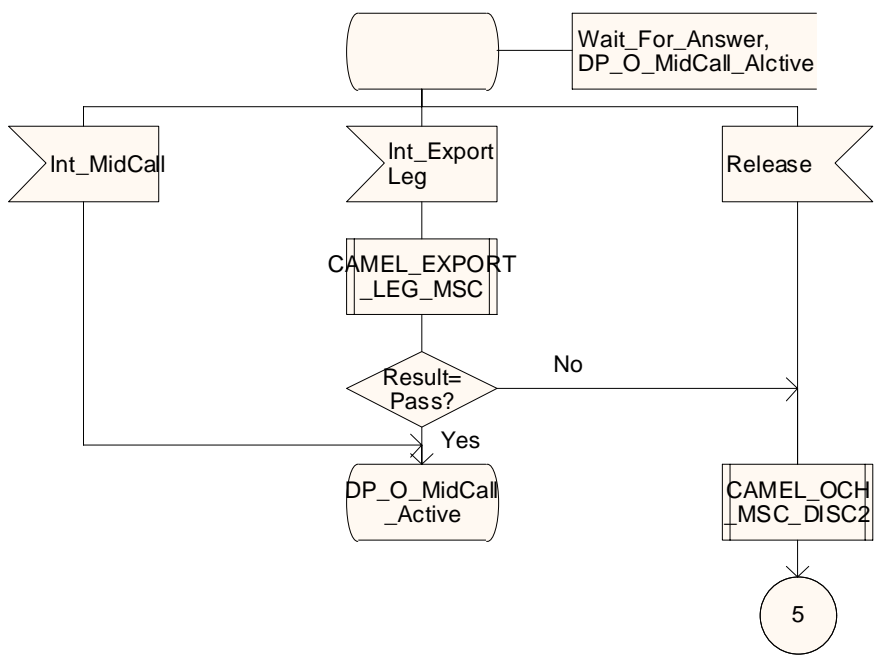 Wait_For_Answer,
DP_O_MidCall_Alctive
Int_MidCall
Int_Export
Leg
Release
CAMEL_EXPORT
_LEG_MSC
Result=
Pass?
No
Yes
DP_O_MidCall
_Active
CAMEL_OCH
_MSC_DISC2
5